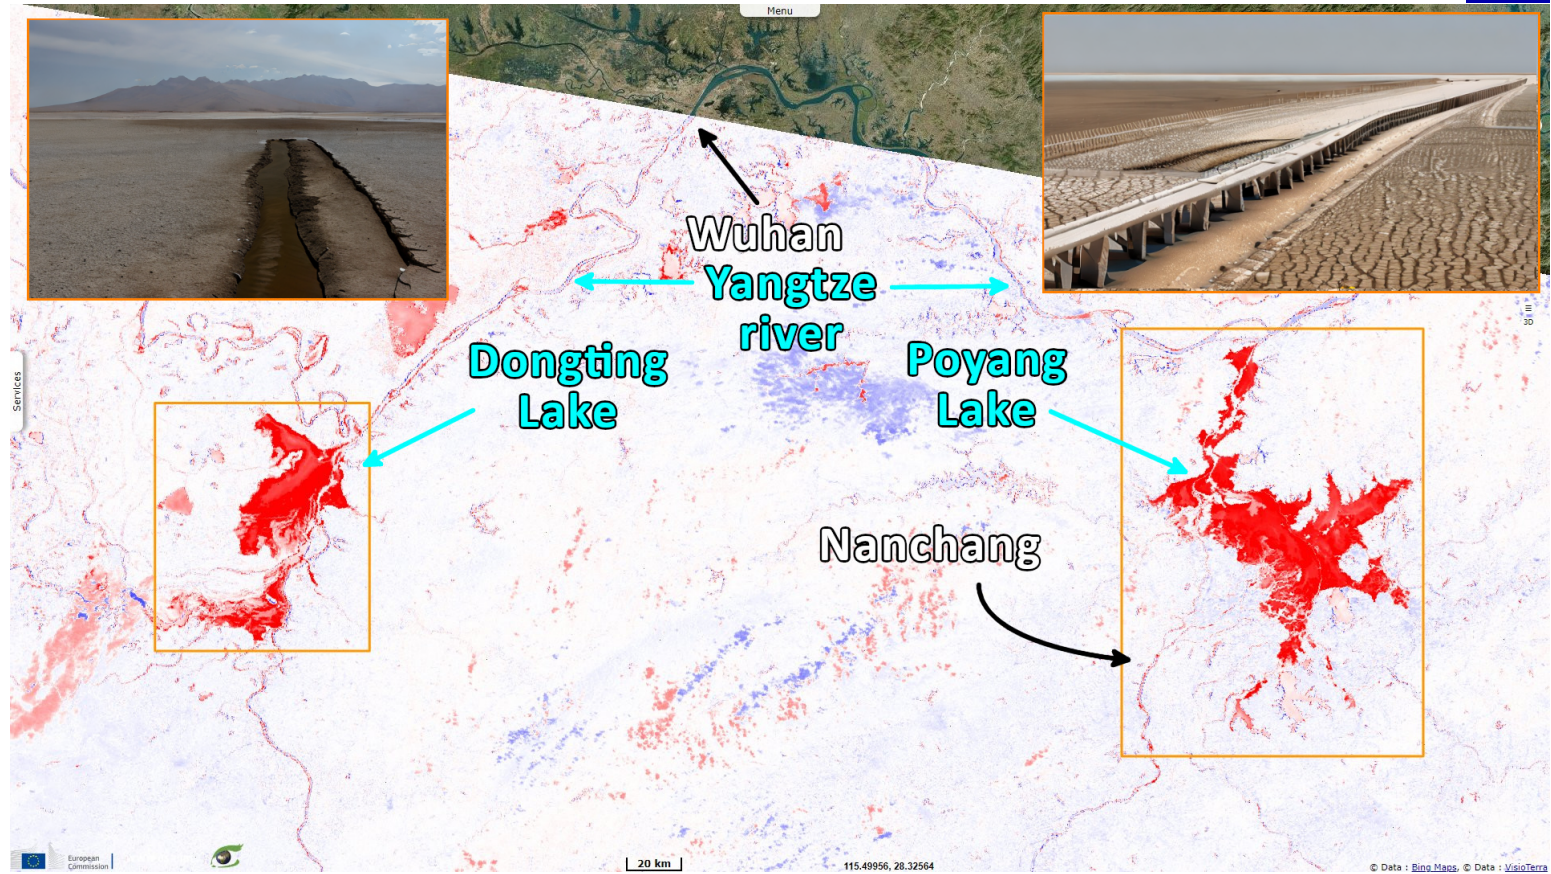 Menu
Wuhan
Yangtze
river
Dongting
Lake
Poyang
Lake
3D
Services
Nanchang
European
Commission
20 km
115.49956, 28.32564
© Data : Bing Maps, © Data : VisioTerra